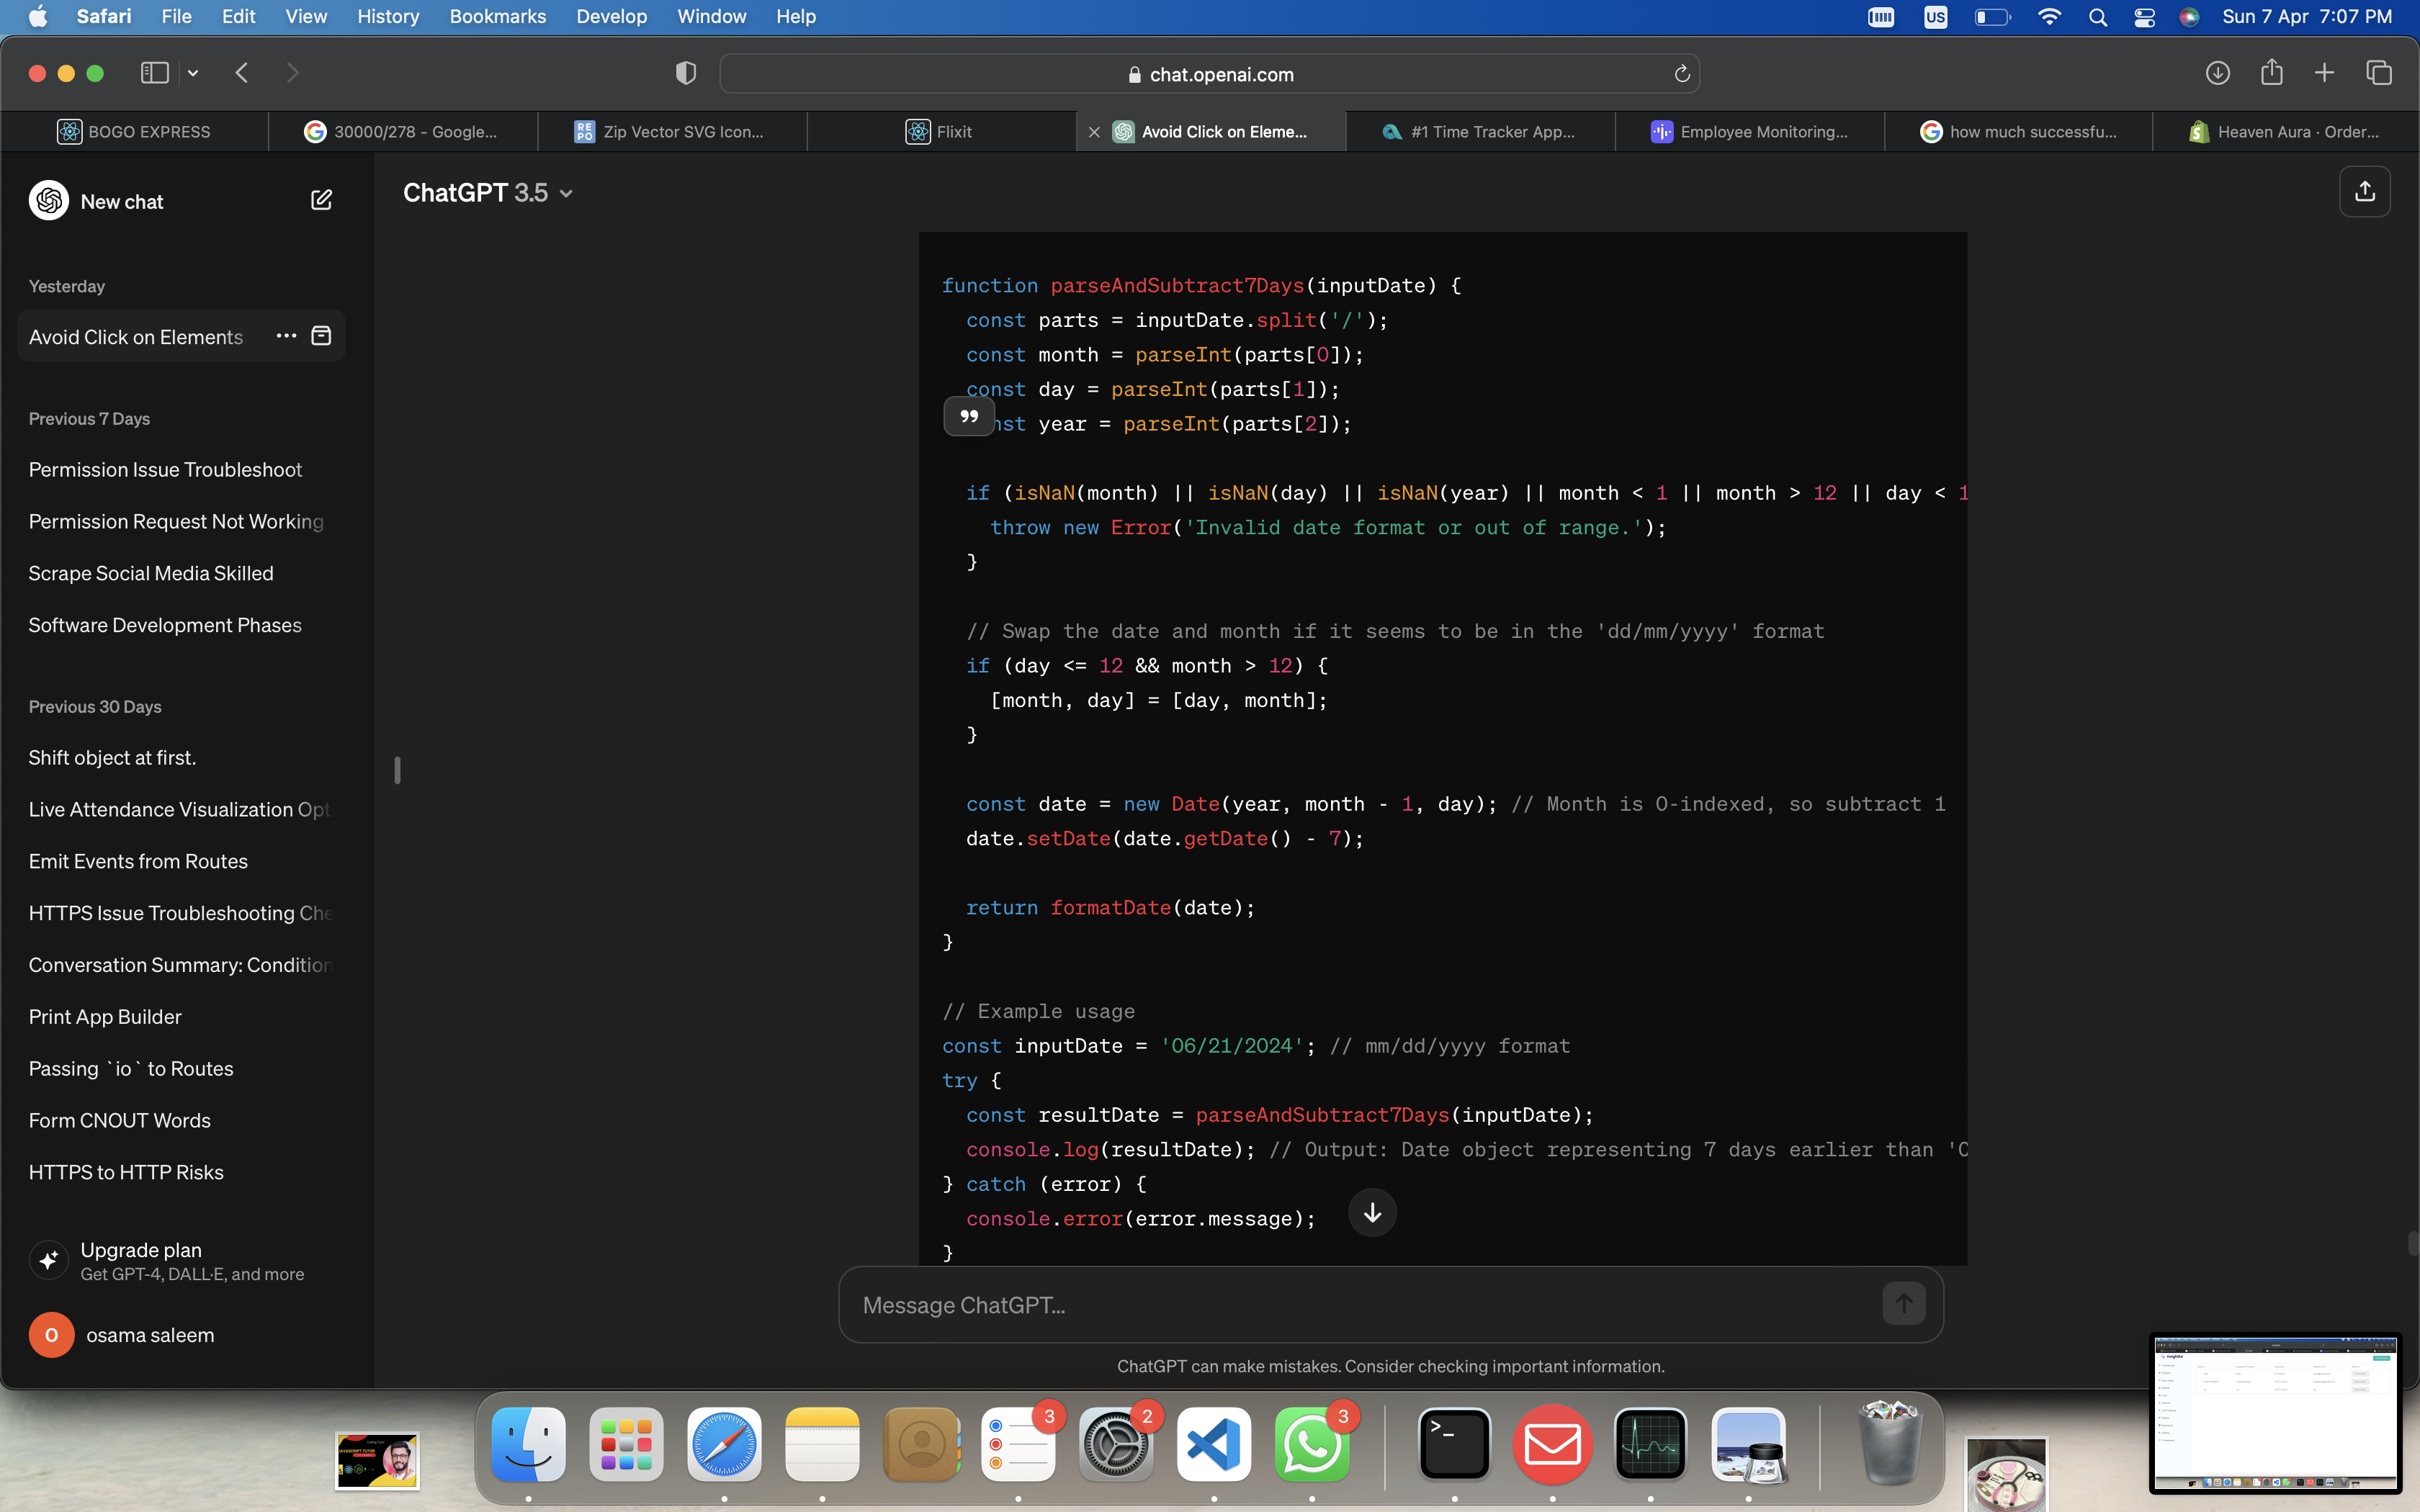 Safari File Edit View History Bookmarks Develop Window Help
US
Sun 7 Apr 7:07 PM
chat.openai.com
BOGO EXPRESS
30000/278 - Google...
REPO
Zip Vector SVG Icon...
Flixit
Avoid Click on Eleme...
#1 Time Tracker App...
Employee Monitoring...
how much successfu...
Heaven Aura · Order...
New chat
Yesterday
Avoid Click on Elements
Previous 7 Days
Permission Issue Troubleshoot
Permission Request Not Working
Scrape Social Media Skilled
Software Development Phases
Previous 30 Days
Shift object at first.
Live Attendance Visualization Opt
Emit Events from Routes
HTTPS Issue Troubleshooting Che
Conversation Summary: Condition
Print App Builder
Passing `io` to Routes
Form CNOUT Words
HTTPS to HTTP Risks
Upgrade plan
Get GPT-4, DALL·E, and more
O
osama saleem
ChatGPT 3.5
function parseAndSubtract7Days(inputDate) {
const parts = inputDate.split('/');
const month = parseInt(parts[0]);
const day = parseInt(parts[1]);
nst year = parseInt(parts[2]);
if (isNaN(month) || isNaN(day) || isNaN(year) || month < 1 || month > 12 || day < 1
throw new Error('Invalid date format or out of range.');
}
// Swap the date and month if it seems to be in the 'dd/mm/yyyy' format
if (day <= 12 && month > 12) {
[month, day] = [day, month];
}
const date = new Date(year, month - 1, day); // Month is 0-indexed, so subtract 1
date.setDate(date.getDate() - 7);
return formatDate(date);
}
// Example usage
const inputDate = '06/21/2024'; // mm/dd/yyyy format
try {
const resultDate = parseAndSubtract7Days(inputDate);
console.log(resultDate); // Output: Date object representing 7 days earlier than '0
} catch (error) {
console.error(error.message);
}
Message ChatGPT...
ChatGPT can make mistakes. Consider checking important information.
3
2
3
>_